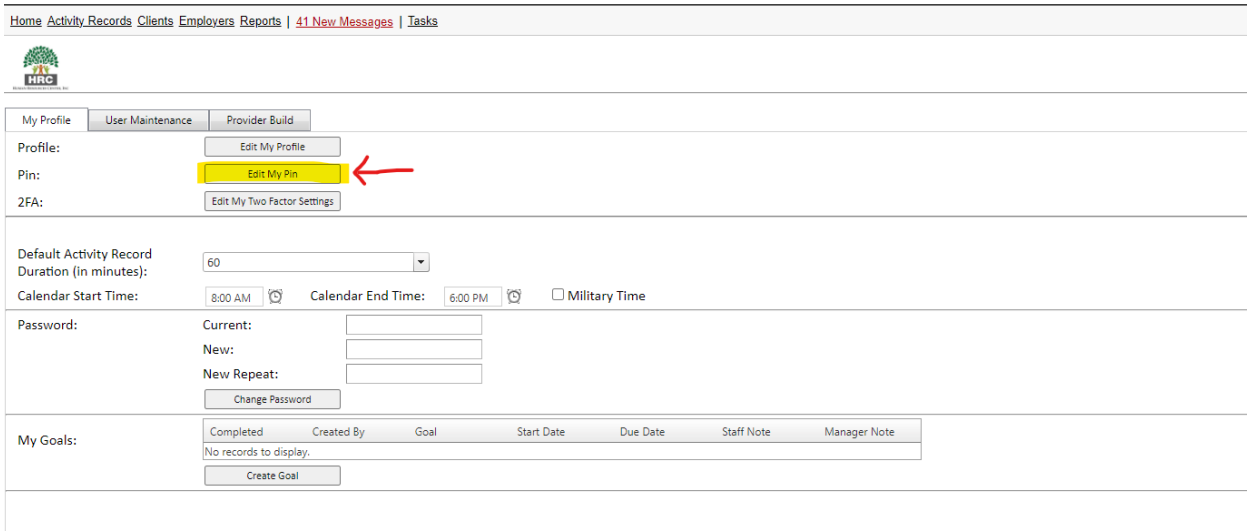 Home Activity Records Clients Employers Reports | 41 New Messages | Tasks
HRC
My Profile User Maintenance Provider Build
Profile: Edit My Profile
Pin: Edit My Pin
2FA: Edit My Two Factor Settings
Default Activity Record
Duration (in minutes): 60
Calendar Start Time: 8:00 AM Calendar End Time: 6:00 PM Military Time
Password: Current:
New:
New Repeat:
Change Password
My Goals: Completed Created By Goal Start Date Due Date Staff Note Manager Note
No records to display.
Create Goal